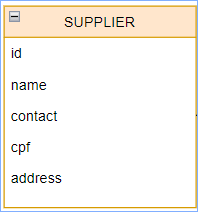 SUPPLIER
id
name
contact
cpf
address